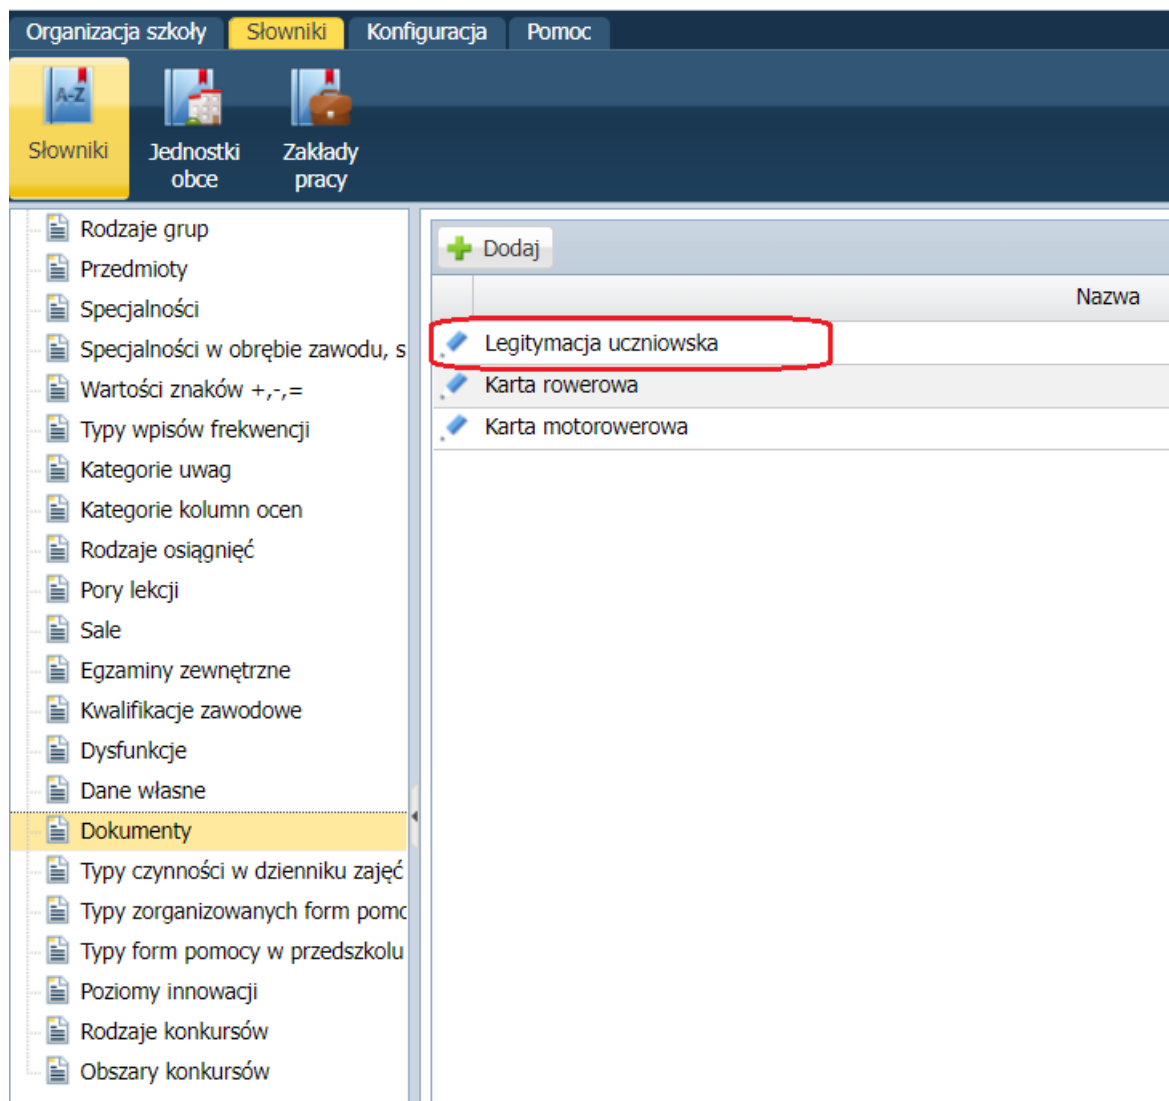 Organizacja szkoły Słowniki Konfiguracja Pomoc
A-Z
Słowniki
Jednostki
obce
Zakłady
pracy
Rodzaje grup
Przedmioty
Specjalności
Specjalności w obrębie zawodu, s
Wartości znaków +,-,=
Typy wpisów frekwencji
Kategorie uwag
Kategorie kolumn ocen
Rodzaje osiągnięć
Pory lekcji
Sale
Egzaminy zewnętrzne
Kwalifikacje zawodowe
Dysfunkcje
Dane własne
Dokumenty
Typy czynności w dzienniku zajęć
Typy zorganizowanych form pomo
Typy form pomocy w przedszkolu
Poziomy innowacji
Rodzaje konkursów
Obszary konkursów
Dodaj
Nazwa
Legitymacja uczniowska
Karta rowerowa
Karta motorowerowa